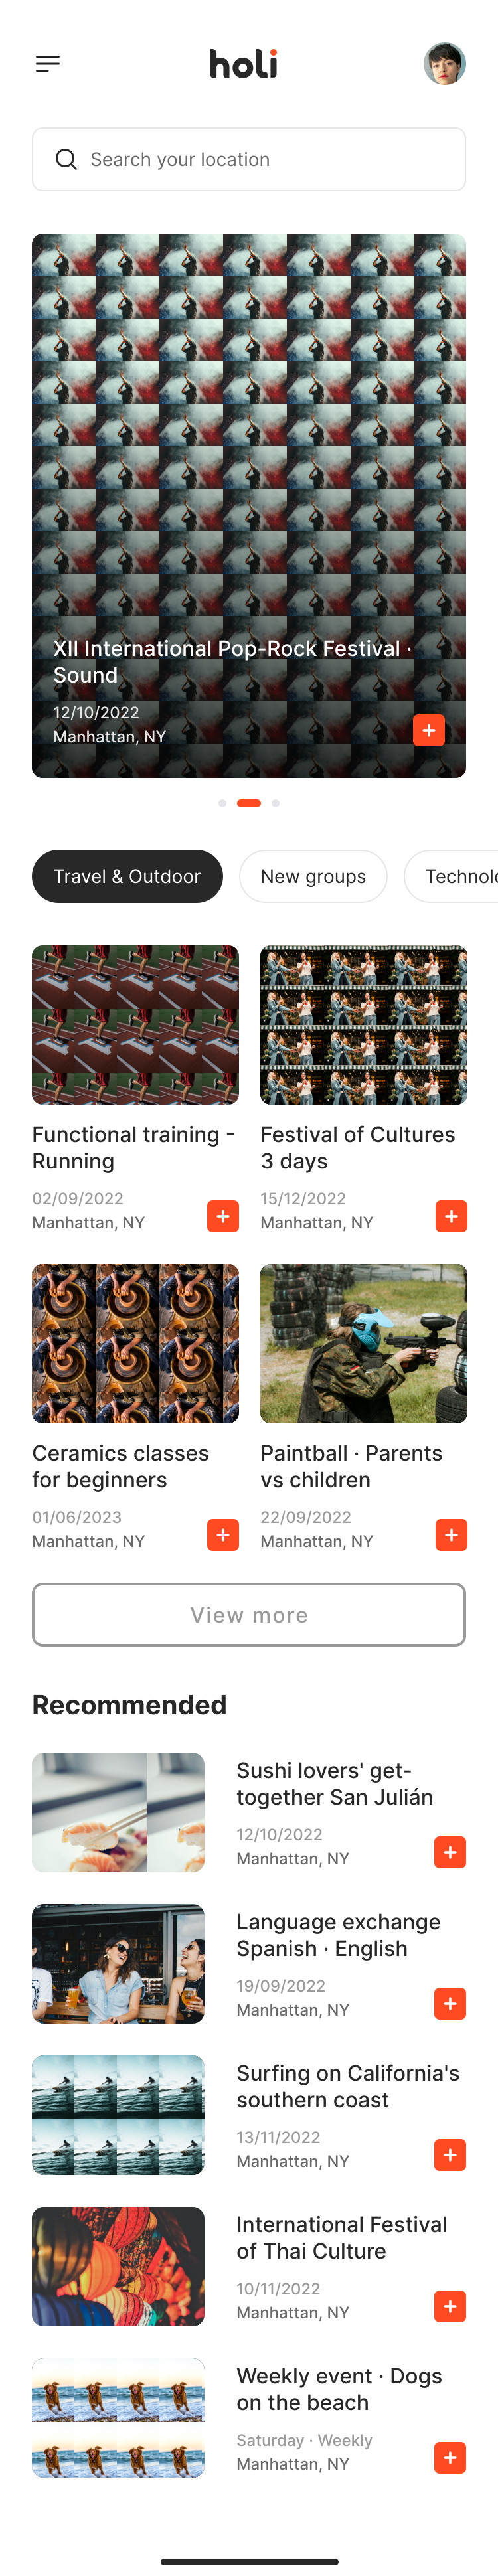 holi
Search your location
XII International Pop-Rock Festival ·
Sound
12/10/2022
Manhattan, NY
Travel & Outdoor
New groups
Technolo
Functional training -
Running
02/09/2022
Manhattan, NY
Festival of Cultures
3 days
15/12/2022
Manhattan, NY
Ceramics classes
for beginners
01/06/2023
Manhattan, NY
Paintball · Parents
vs children
22/09/2022
Manhattan, NY
View more
Recommended
Sushi lovers' get-
together San Julián
12/10/2022
Manhattan, NY
Language exchange
Spanish · English
19/09/2022
Manhattan, NY
Surfing on California's
southern coast
13/11/2022
Manhattan, NY
International Festival
of Thai Culture
10/11/2022
Manhattan, NY
Weekly event · Dogs
on the beach
Saturday · Weekly
Manhattan, NY